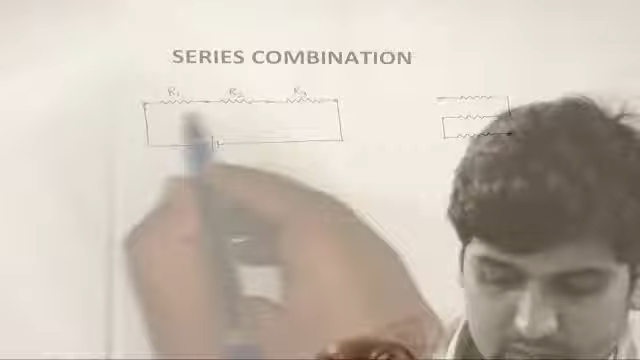 SERIES COMBINATION
R₁ R₂ R₃